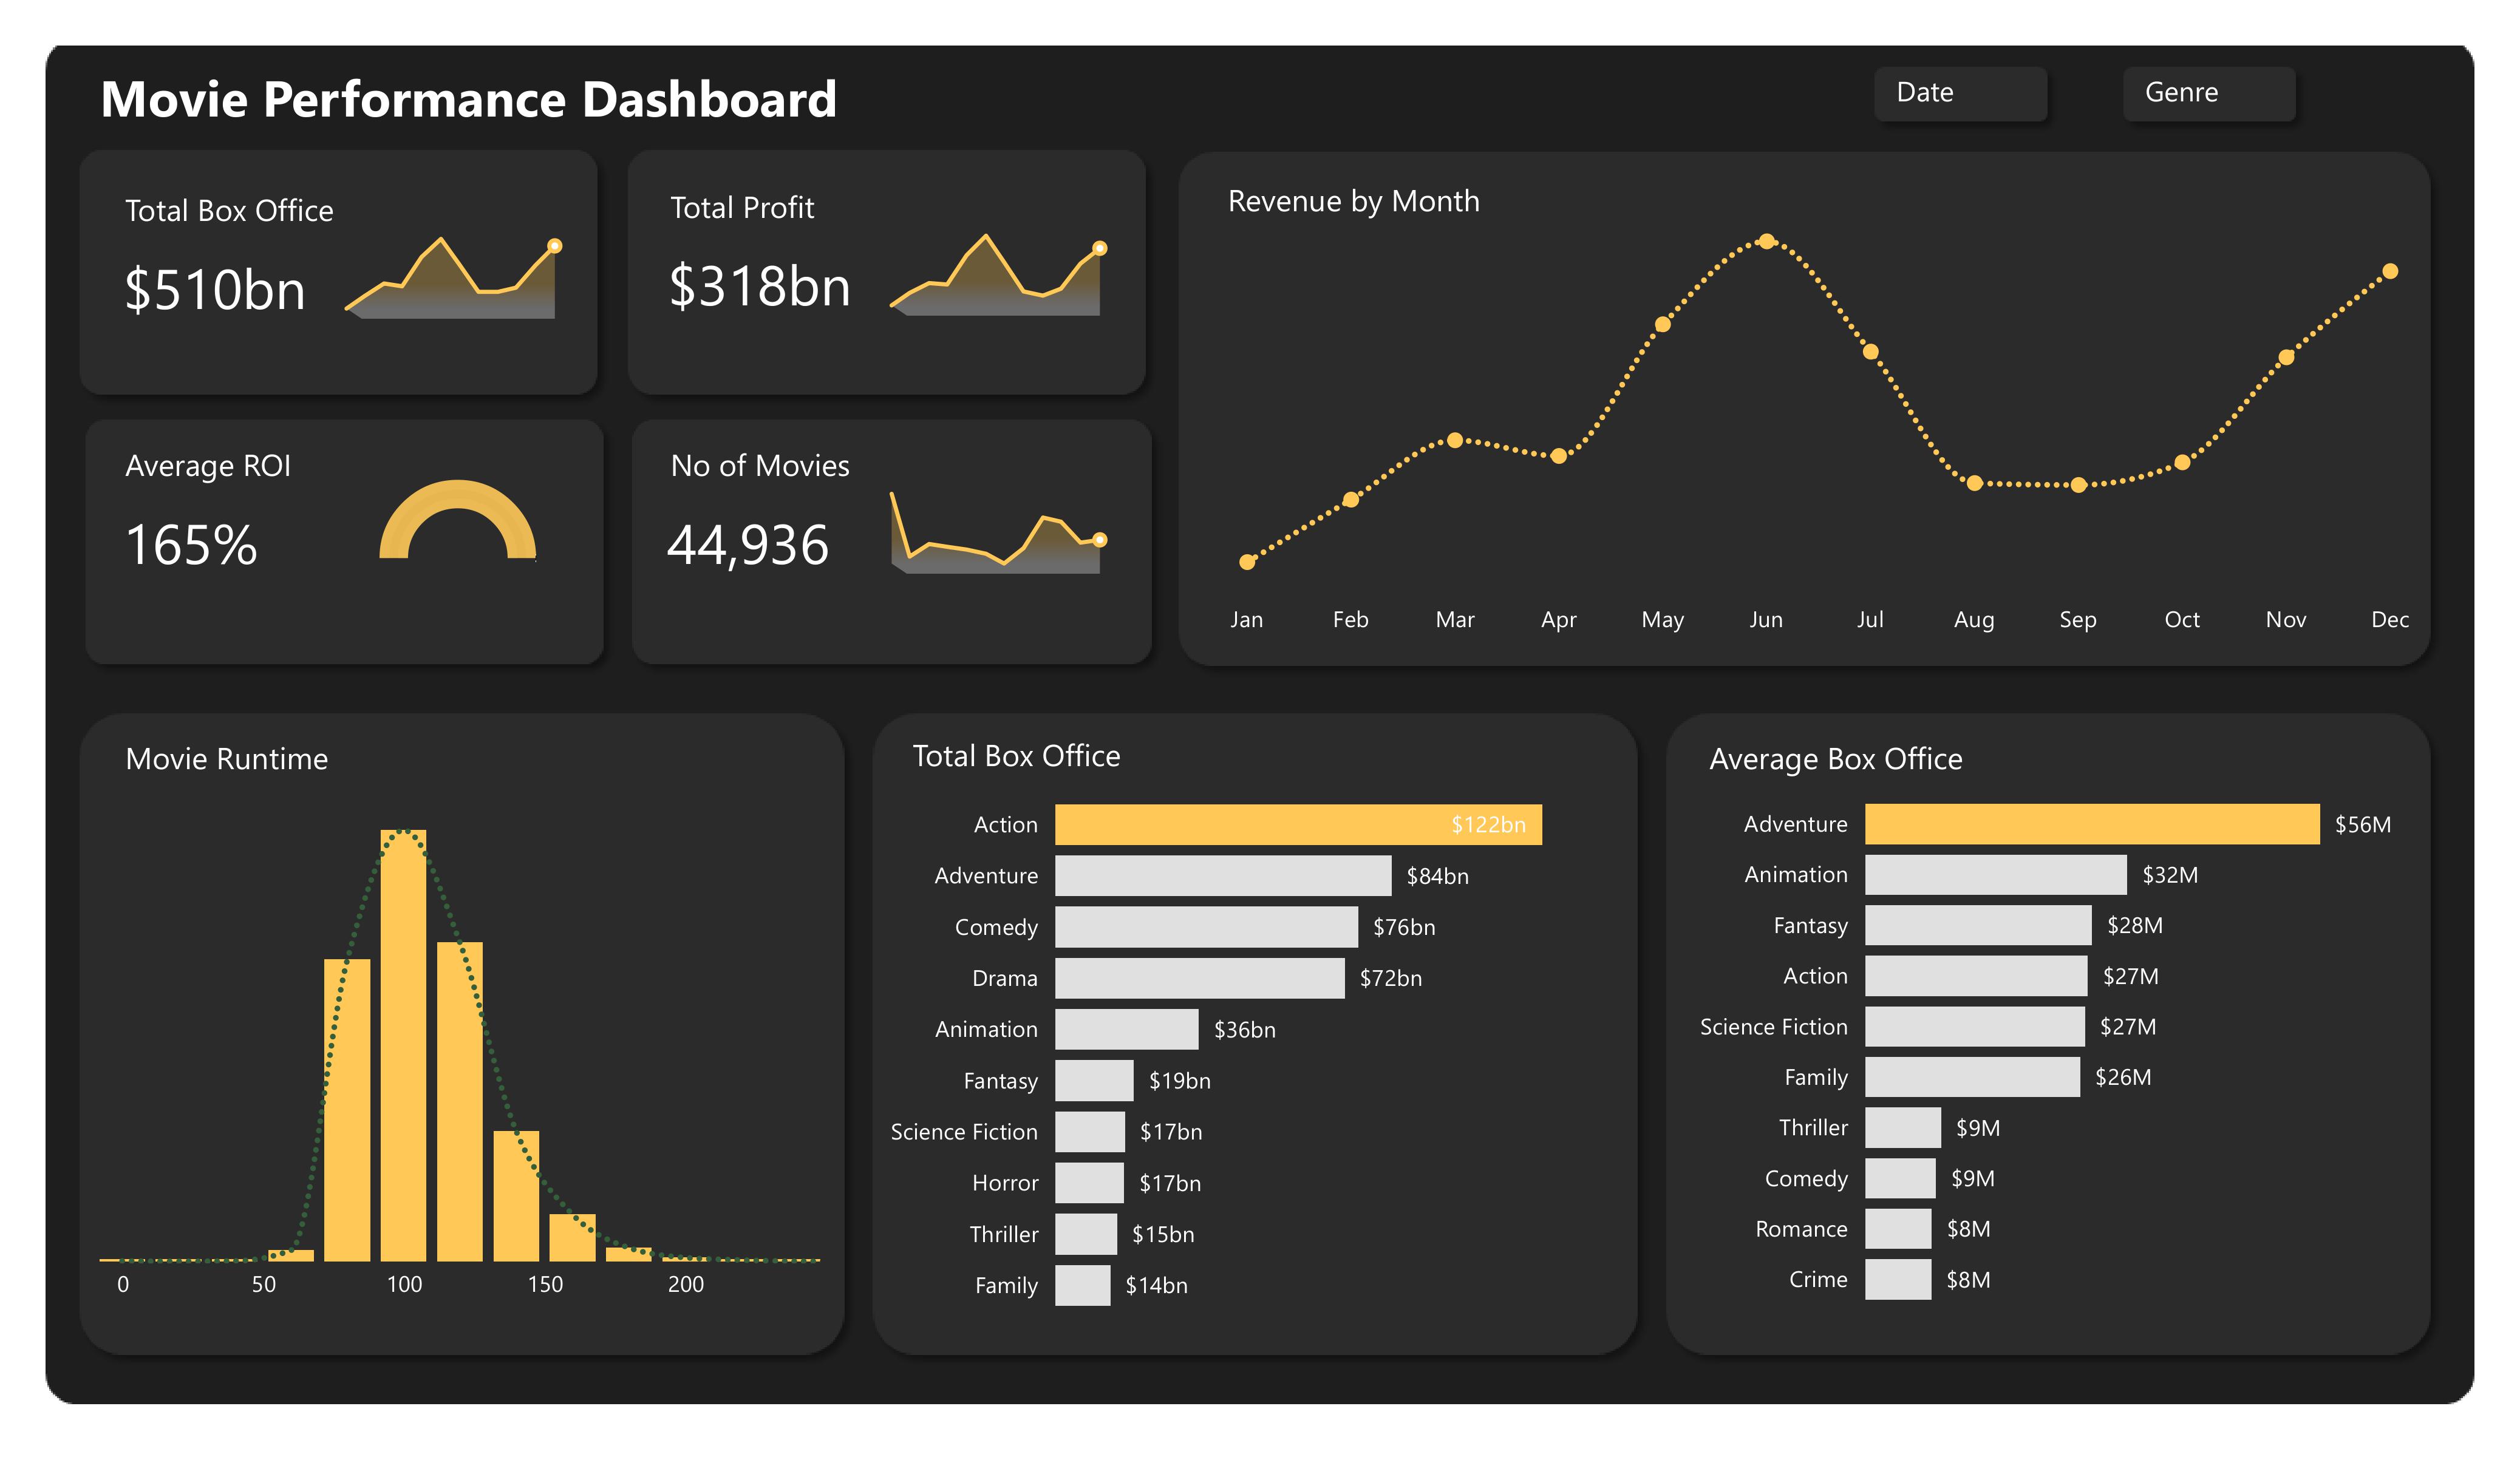 Movie Performance Dashboard
Date
Genre
Total Box Office
$510bn
Total Profit
$318bn
Average ROI
165%
No of Movies
44,936
Revenue by Month
Jan Feb Mar Apr May Jun Jul Aug Sep Oct Nov Dec
Movie Runtime
0 50 100 150 200
Total Box Office
Action $122bn
Adventure $84bn
Comedy $76bn
Drama $72bn
Animation $36bn
Fantasy $19bn
Science Fiction $17bn
Horror $17bn
Thriller $15bn
Family $14bn
Average Box Office
Adventure $56M
Animation $32M
Fantasy $28M
Action $27M
Science Fiction $27M
Family $26M
Thriller $9M
Comedy $9M
Romance $8M
Crime $8M